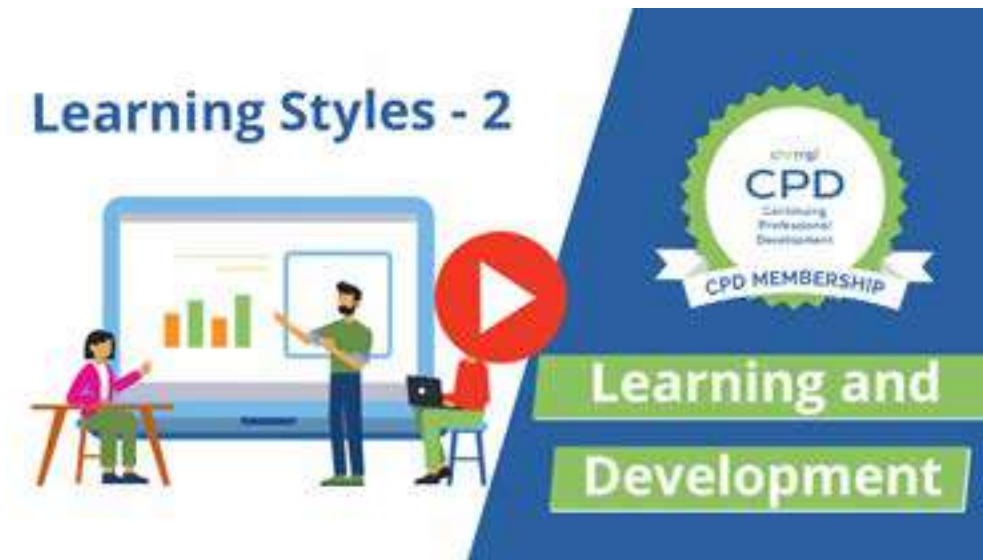 Learning Styles - 2
CPD
Continuing
Professional
Development
CPD MEMBERSHIP
Learning and
Development